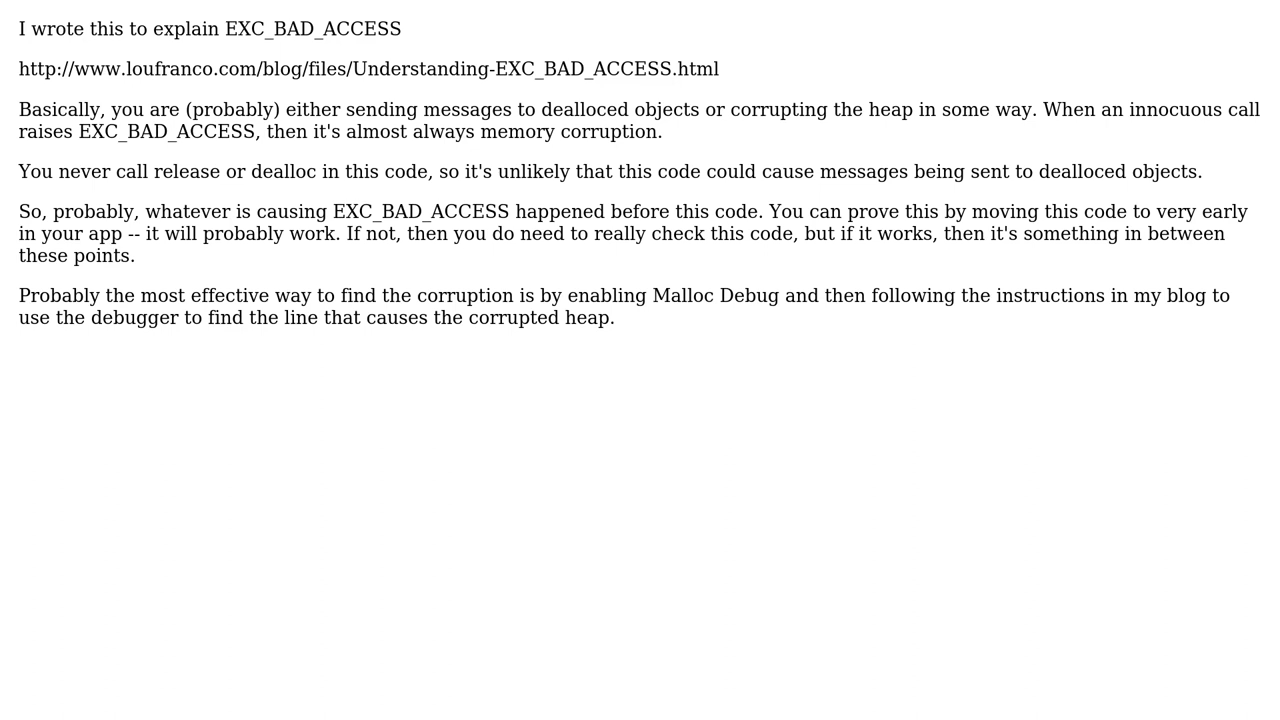 I wrote this to explain EXC_BAD_ACCESS
http://www.loufranco.com/blog/files/Understanding-EXC_BAD_ACCESS.html
Basically, you are (probably) either sending messages to dealloced objects or corrupting the heap in some way. When an innocuous call
raises EXC_BAD_ACCESS, then it's almost always memory corruption.
You never call release or dealloc in this code, so it's unlikely that this code could cause messages being sent to dealloced objects.
So, probably, whatever is causing EXC_BAD_ACCESS happened before this code. You can prove this by moving this code to very early
in your app -- it will probably work. If not, then you do need to really check this code, but if it works, then it's something in between
these points.
Probably the most effective way to find the corruption is by enabling Malloc Debug and then following the instructions in my blog to
use the debugger to find the line that causes the corrupted heap.